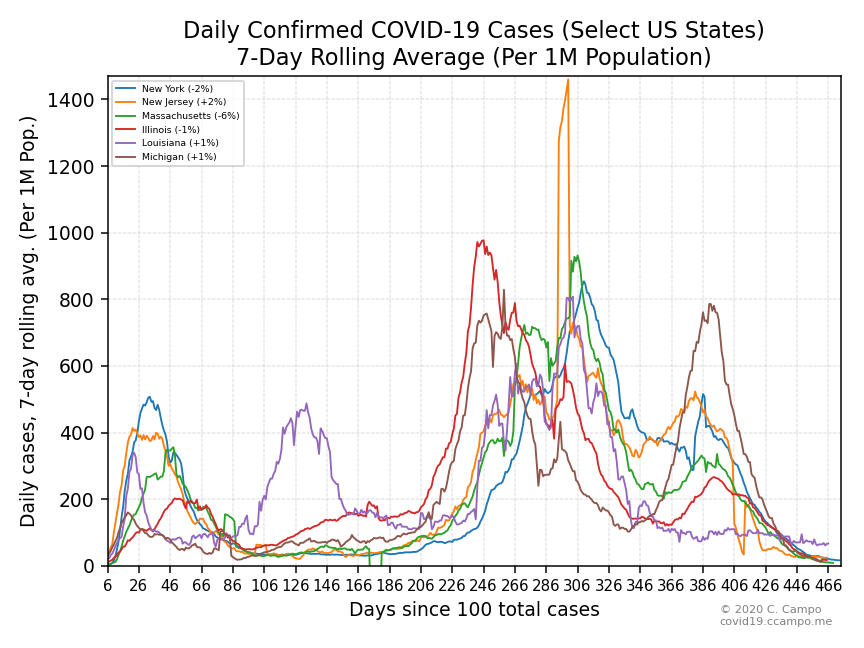 Daily Confirmed COVID-19 Cases (Select US States)
7-Day Rolling Average (Per 1M Population)
Daily cases, 7-day rolling avg. (Per 1M Pop.)
1400
1200
1000
800
600
400
200
0
New York (-2%)
New Jersey (+2%)
Massachusetts (-6%)
Illinois (-1%)
Louisiana (+1%)
Michigan (+1%)
6 26 46 66 86 106 126 146 166 186 206 226 246 266 286 306 326 346 366 386 406 426 446 466
Days since 100 total cases
© 2020 C. Campo
covid19.ccampo.me